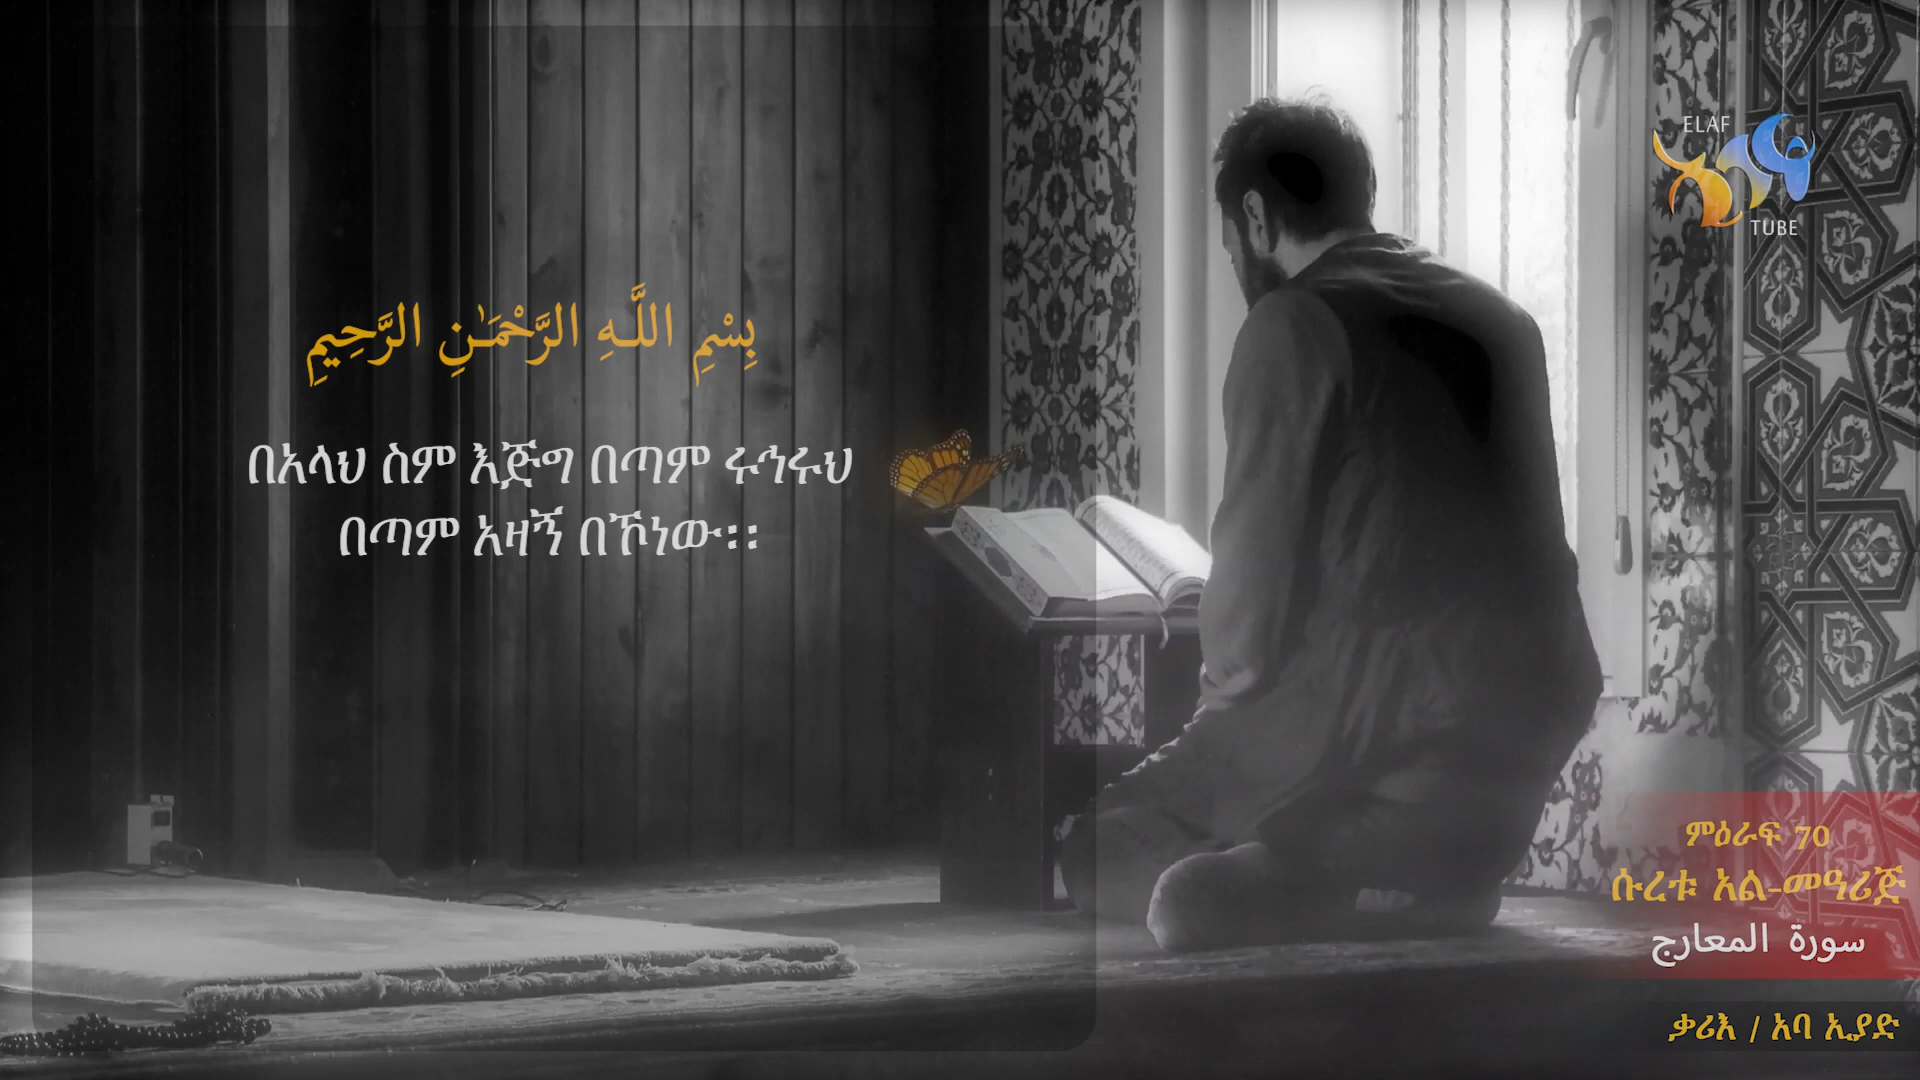 ELAF
TUBE
بِسْمِ اللَّـهِ الرَّحْمَـٰنِ الرَّحِيمِ
በአላህ ስም እጅግ በጣም ሩኅሩህ
በጣም አዛኝ በኾነው፡፡
ምዕራፍ 70
ሱረቱ አል-መዓሪጅ
سورة المعارج
ቃሪእ / አባ ኢያድ